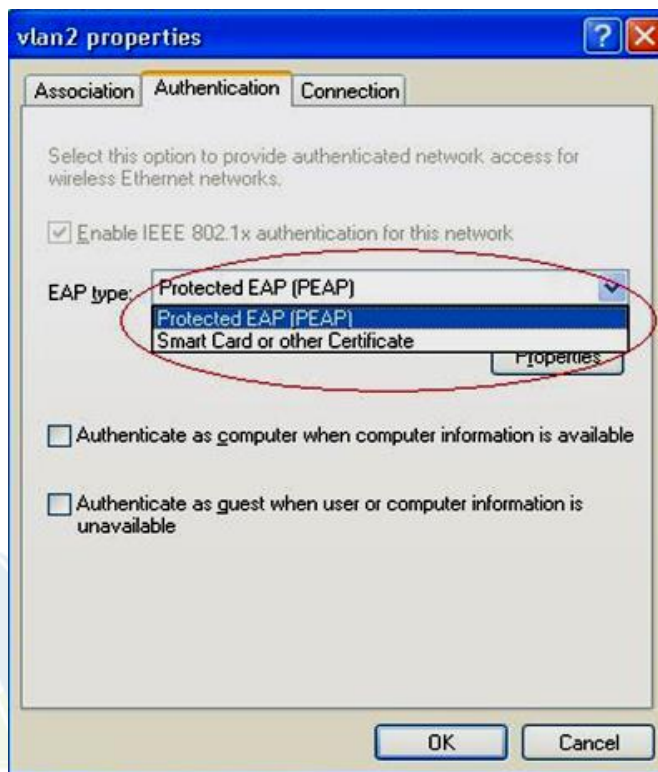 vlan2 properties
Association Authentication Connection
Select this option to provide authenticated network access for
wireless Ethernet networks.
Enable IEEE 802.1x authentication for this network
EAP type: Protected EAP (PEAP)
Protected EAP (PEAP)
Smart Card or other Certificate
Properties
Authenticate as computer when computer information is available
Authenticate as guest when user or computer information is
unavailable
OK Cancel